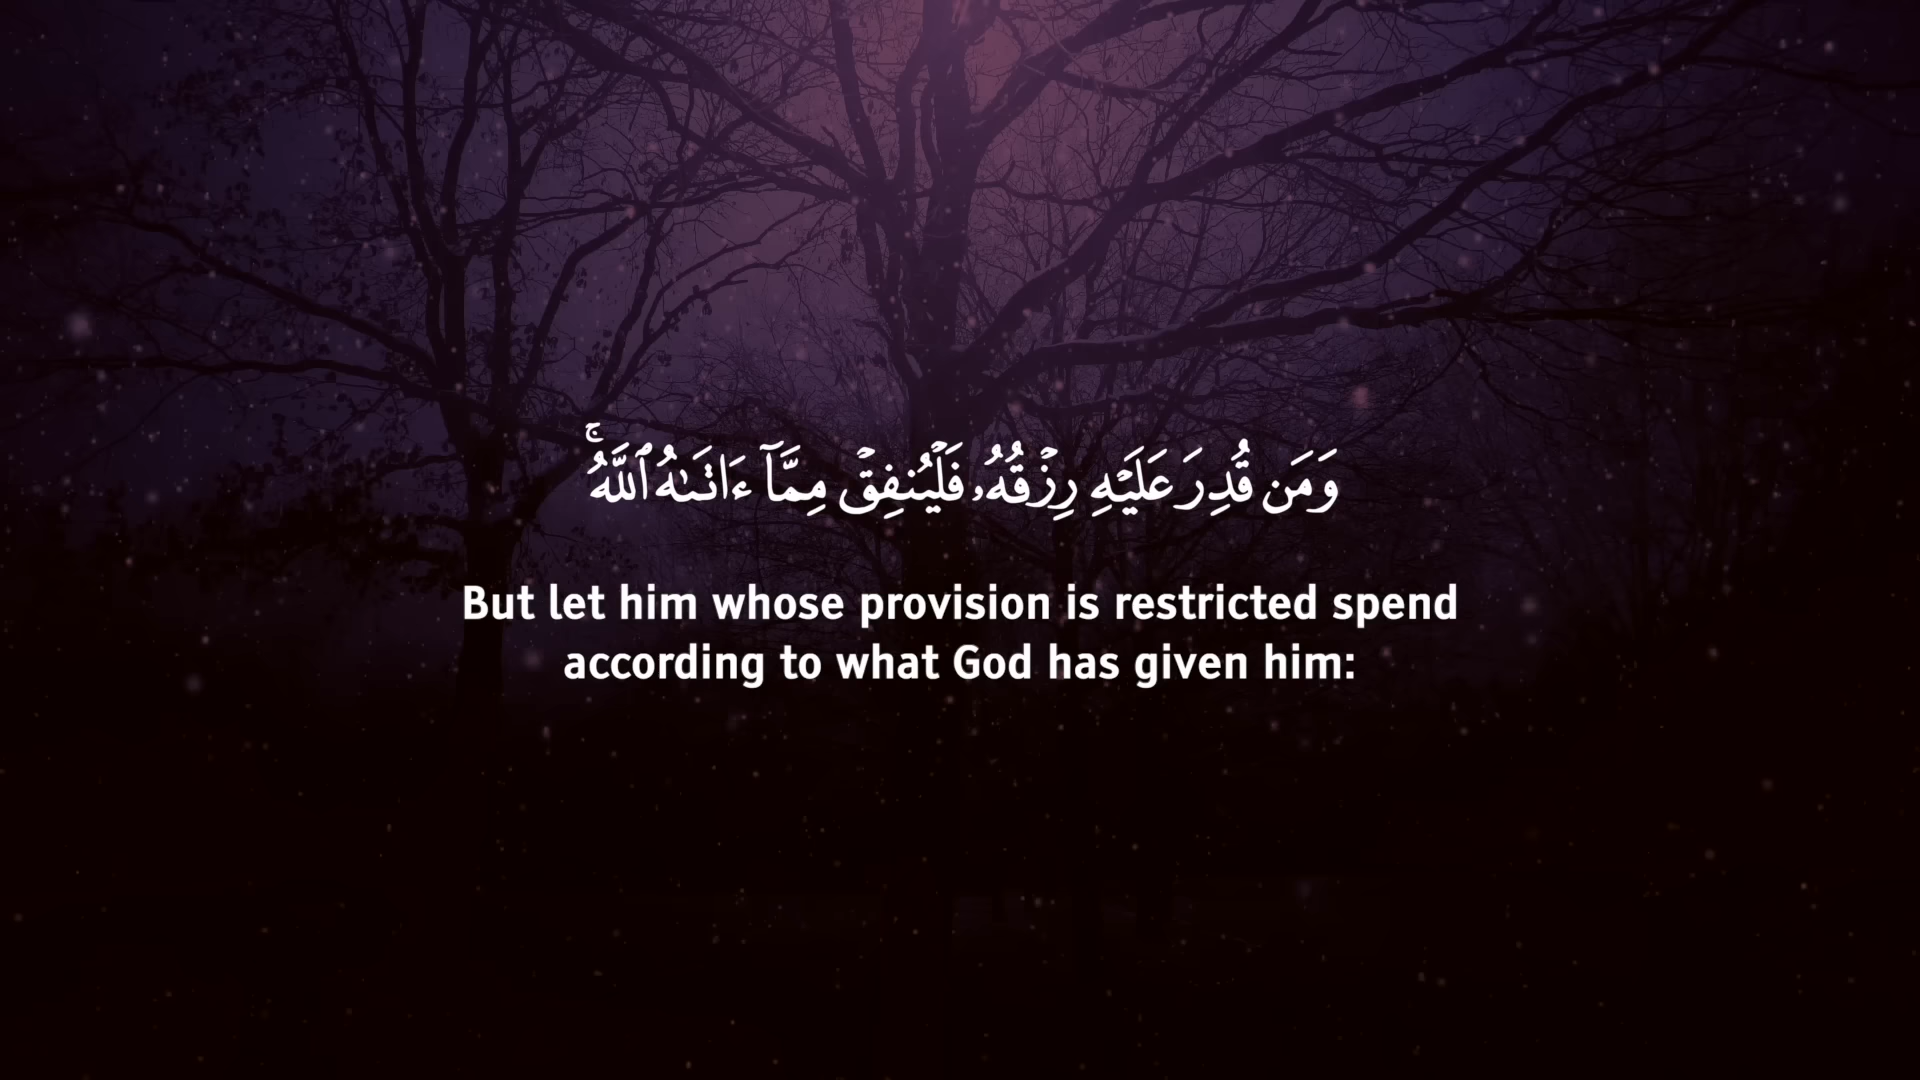 وَمَن قُدِرَ عَلَيْهِ رِزْقُهُۥ فَلْيُنفِقْ مِمَّآ ءَاتَىٰهُ ٱللَّهُ ۚ
But let him whose provision is restricted spend
according to what God has given him: